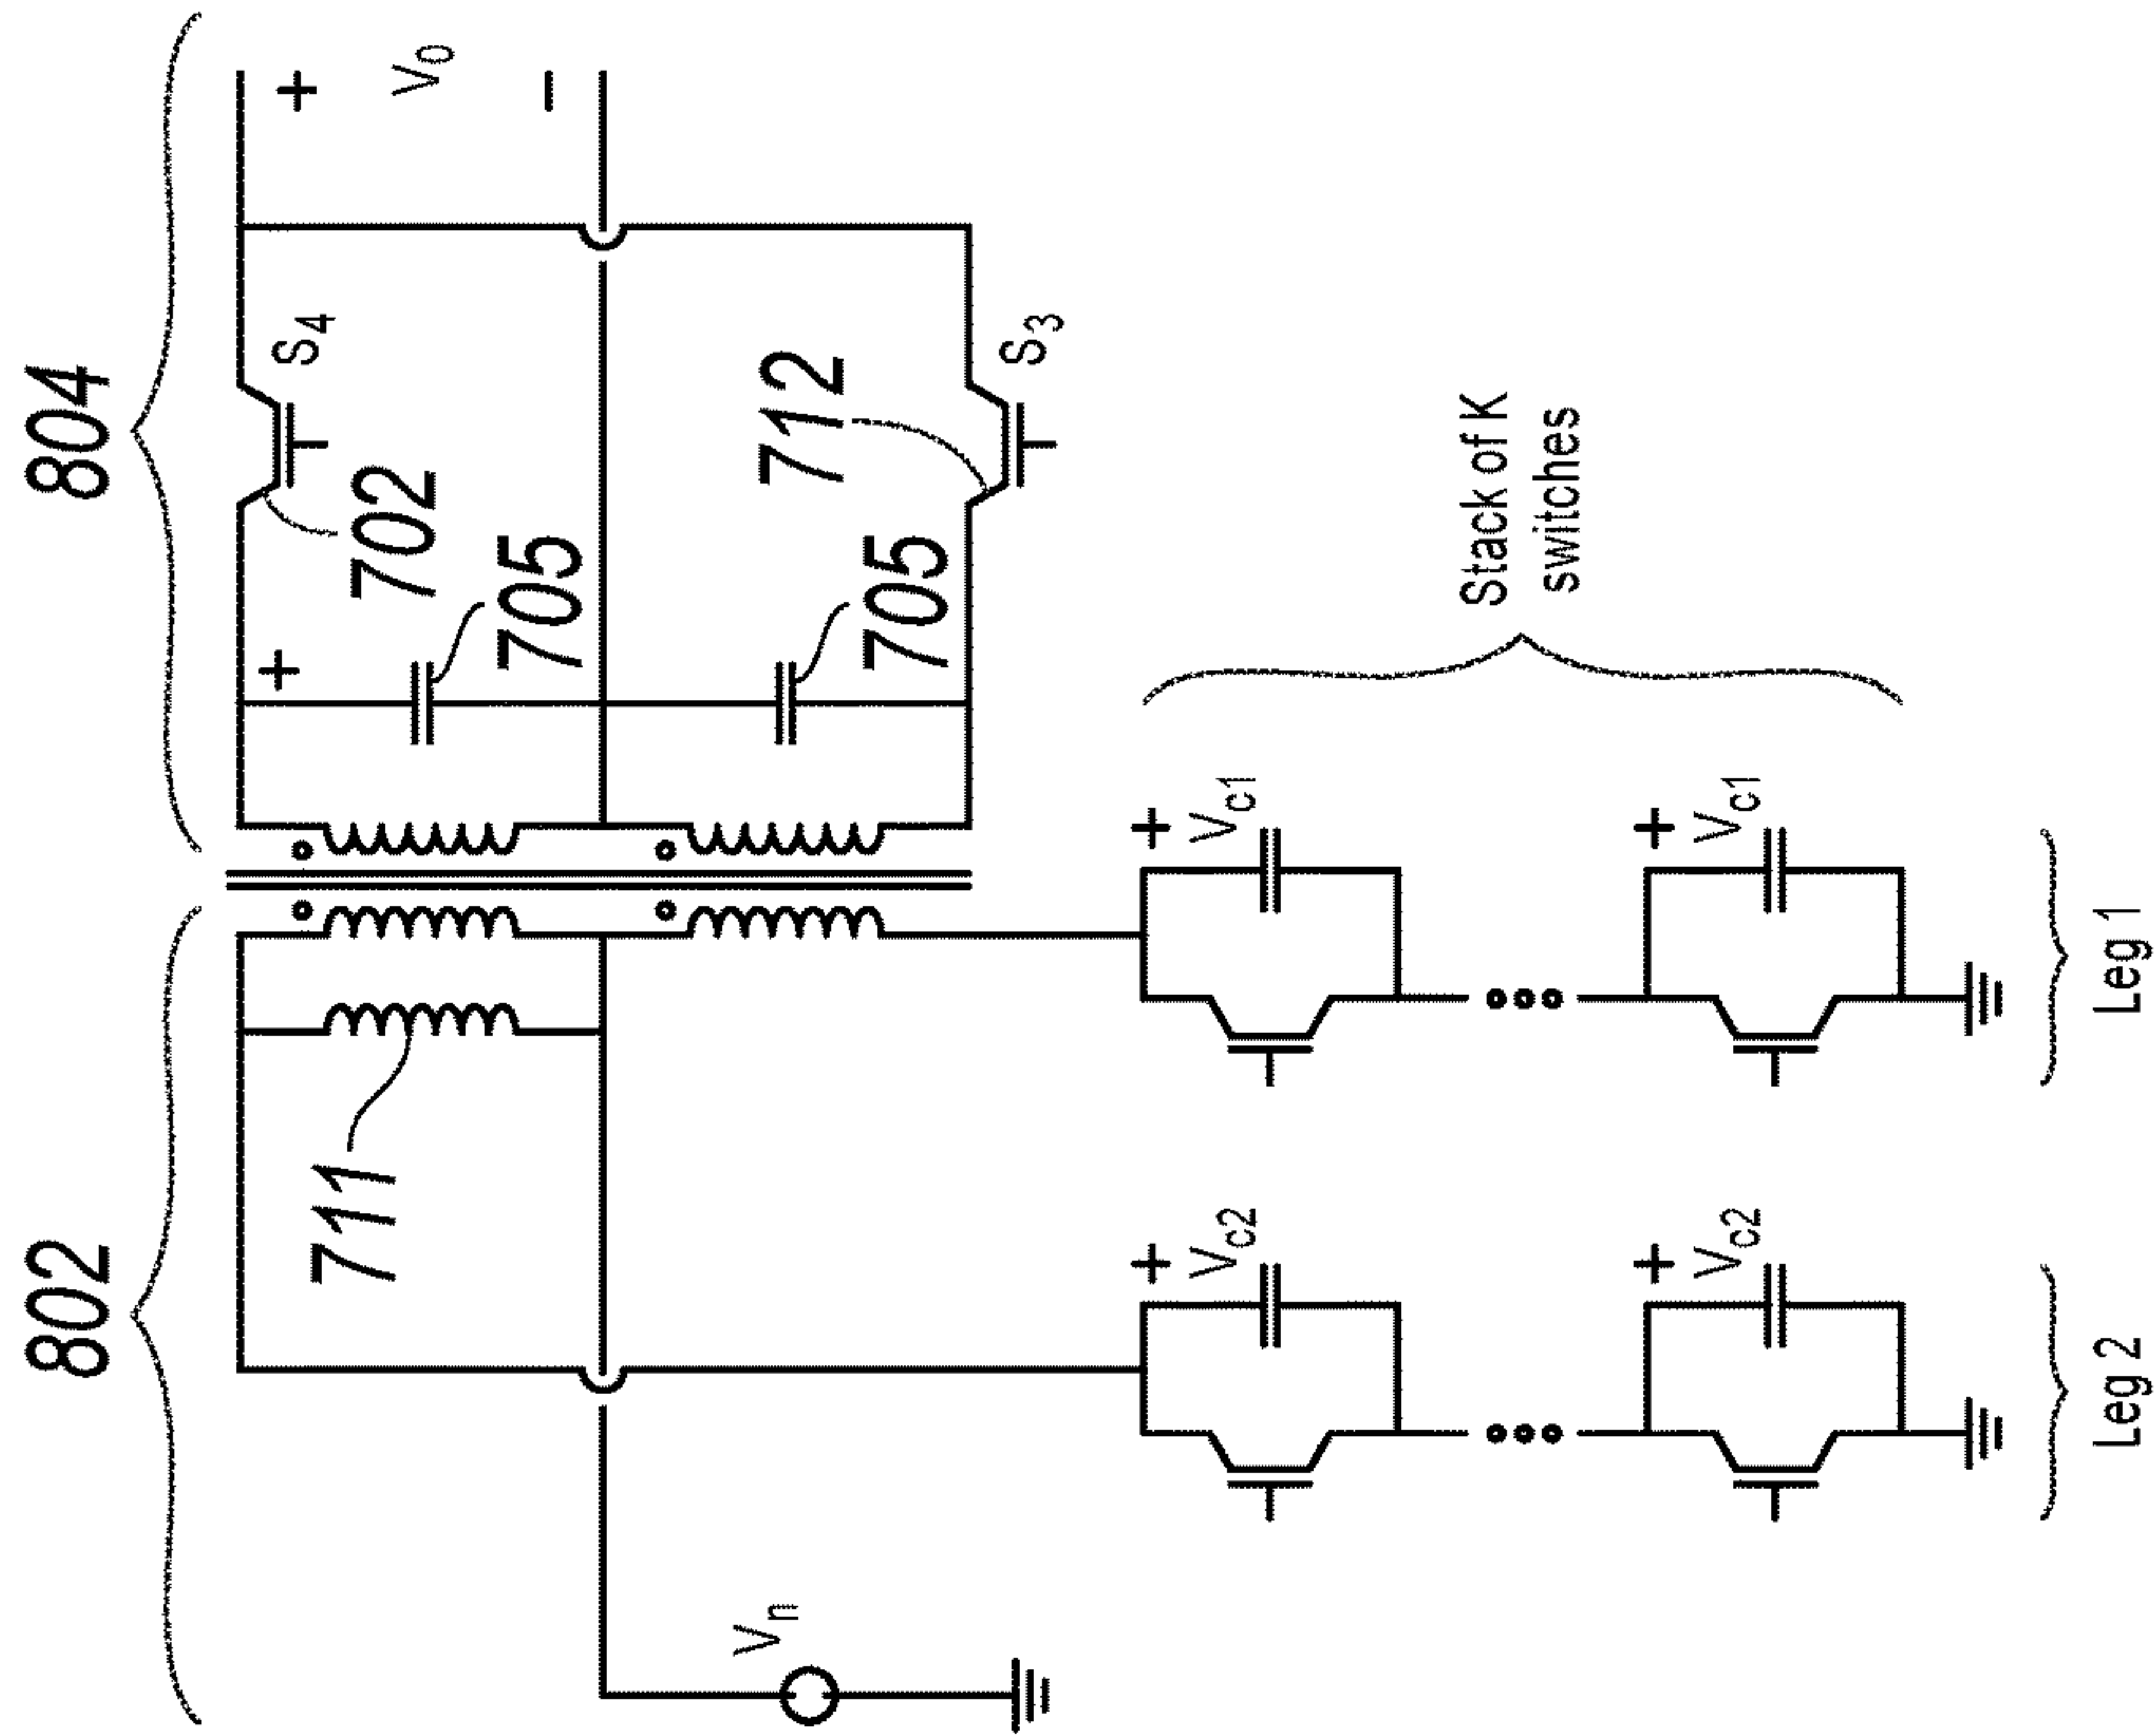 802
804
711
702
705
705
712
S4
S3
+
Vo
−
+
Vn
+
Vc2
+
Vc1
+
Vc2
+
Vc1
Stack of K
switches
Leg 2
Leg 1